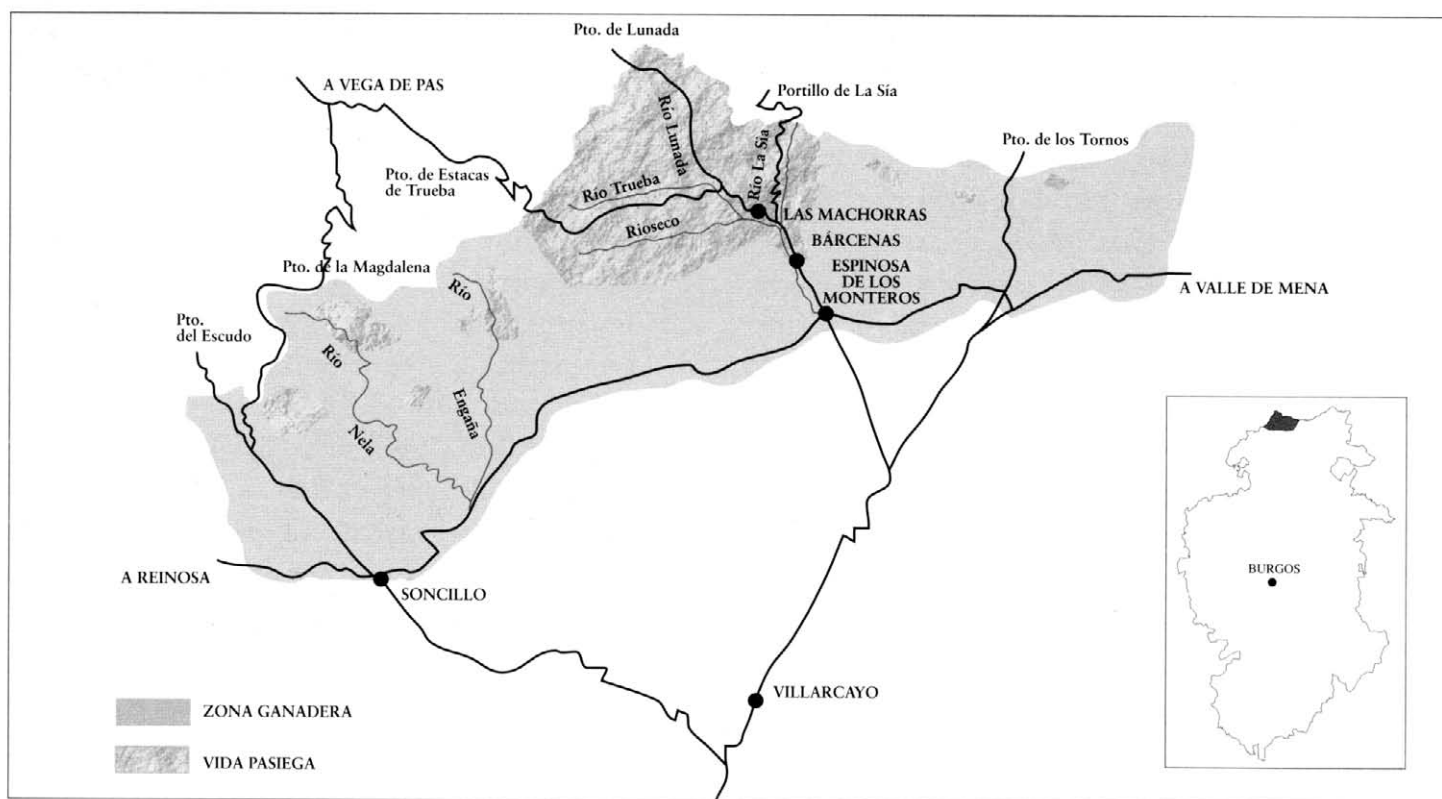 Pto. de Lunada
A VEGA DE PAS
Portillo de La Sía
Río Lunada
Río La Sía
Pto. de los Tornos
Pto. de Estacas
de Trueba
Río Trueba
Rioseco
LAS MACHORRAS
BÁRCENAS
ESPINOSA
DE LOS
MONTEROS
A VALLE DE MENA
Pto. de la Magdalena
Río
Engaña
Pto.
del Escudo
Río
Nela
A REINOSA
SONCILLO
VILLARCAYO
ZONA GANADERA
VIDA PASIEGA
BURGOS